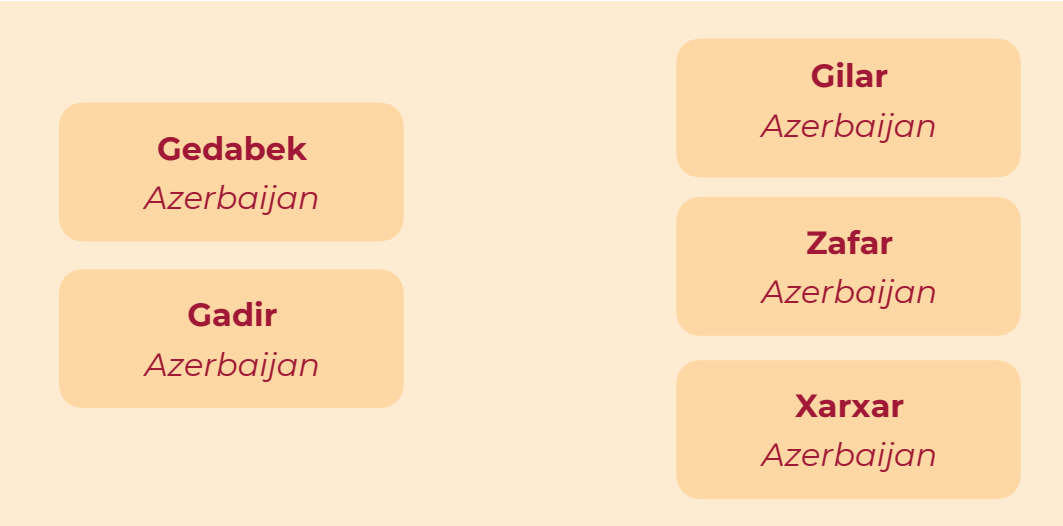 Gedabek
Azerbaijan
Gadir
Azerbaijan
Gilar
Azerbaijan
Zafar
Azerbaijan
Xarxar
Azerbaijan